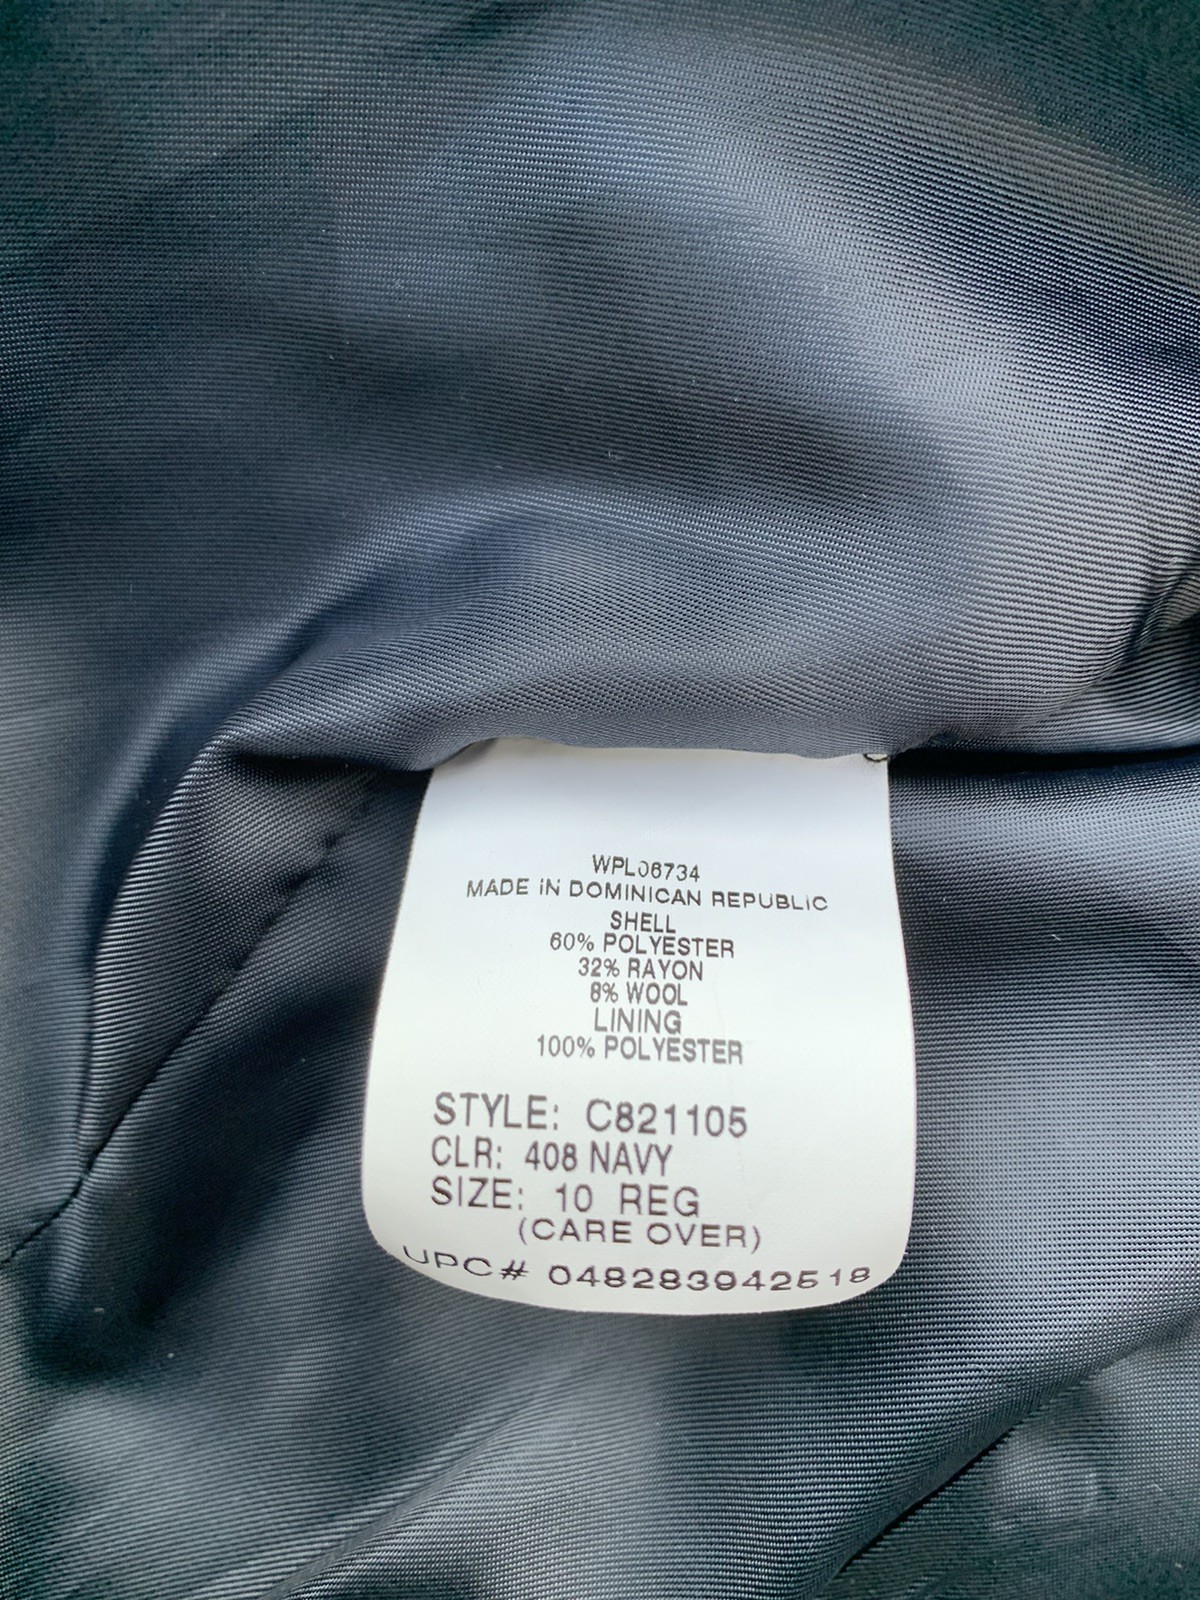 WPL06734
MADE IN DOMINICAN REPUBLIC
SHELL
60% POLYESTER
32% RAYON
8% WOOL
LINING
100% POLYESTER
STYLE: C821105
CLR: 408 NAVY
SIZE: 10 REG
(CARE OVER)
UPC# 048283942518